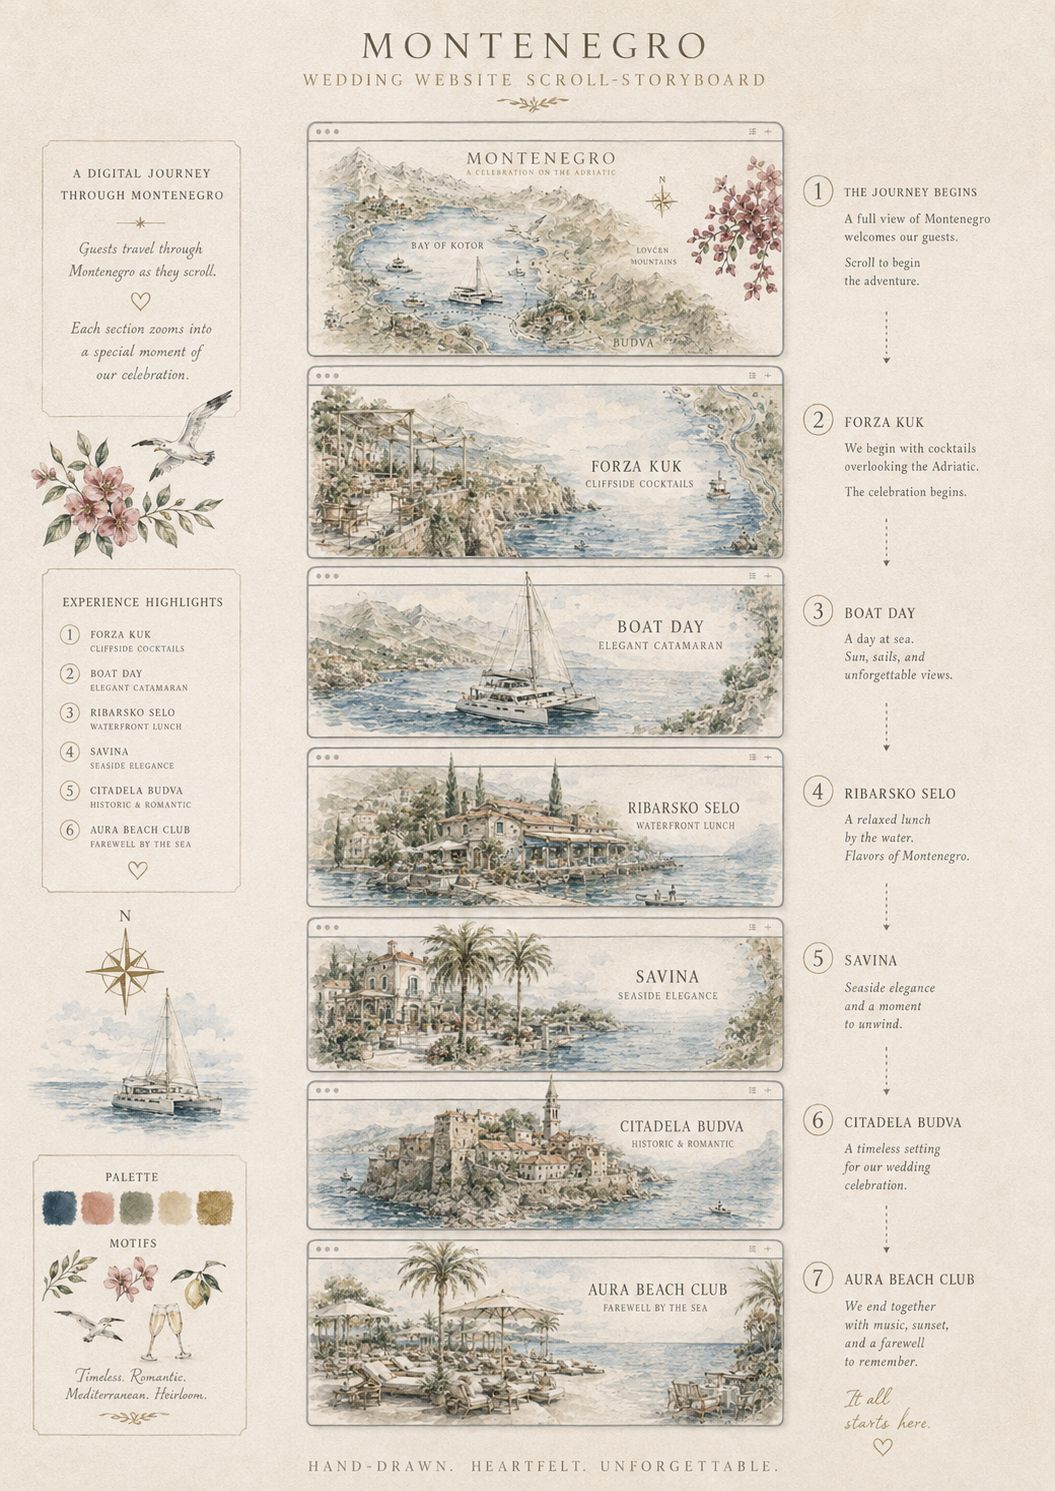 MONTENEGRO
WEDDING WEBSITE SCROLL-STORYBOARD
A DIGITAL JOURNEY
THROUGH MONTENEGRO
Guests travel through
Montenegro as they scroll.
Each section zooms into
a special moment of
our celebration.
EXPERIENCE HIGHLIGHTS
1 FORZA KUK
CLIFFSIDE COCKTAILS
2 BOAT DAY
ELEGANT CATAMARAN
3 RIBARSKO SELO
WATERFRONT LUNCH
4 SAVINA
SEASIDE ELEGANCE
5 CITADELA BUDVA
HISTORIC & ROMANTIC
6 AURA BEACH CLUB
FAREWELL BY THE SEA
N
PALETTE
MOTIFS
Timeless. Romantic.
Mediterranean. Heirloom.
MONTENEGRO
A CELEBRATION ON THE ADRIATIC
N
BAY OF KOTOR
LOVĆEN
MOUNTAINS
BUDVA
FORZA KUK
CLIFFSIDE COCKTAILS
BOAT DAY
ELEGANT CATAMARAN
RIBARSKO SELO
WATERFRONT LUNCH
SAVINA
SEASIDE ELEGANCE
CITADELA BUDVA
HISTORIC & ROMANTIC
AURA BEACH CLUB
FAREWELL BY THE SEA
1 THE JOURNEY BEGINS
A full view of Montenegro
welcomes our guests.
Scroll to begin
the adventure.
2 FORZA KUK
We begin with cocktails
overlooking the Adriatic.
The celebration begins.
3 BOAT DAY
A day at sea.
Sun, sails, and
unforgettable views.
4 RIBARSKO SELO
A relaxed lunch
by the water.
Flavors of Montenegro.
5 SAVINA
Seaside elegance
and a moment
to unwind.
6 CITADELA BUDVA
A timeless setting
for our wedding
celebration.
7 AURA BEACH CLUB
We end together
with music, sunset,
and a farewell
to remember.
It all
starts here.
HAND-DRAWN. HEARTFELT. UNFORGETTABLE.